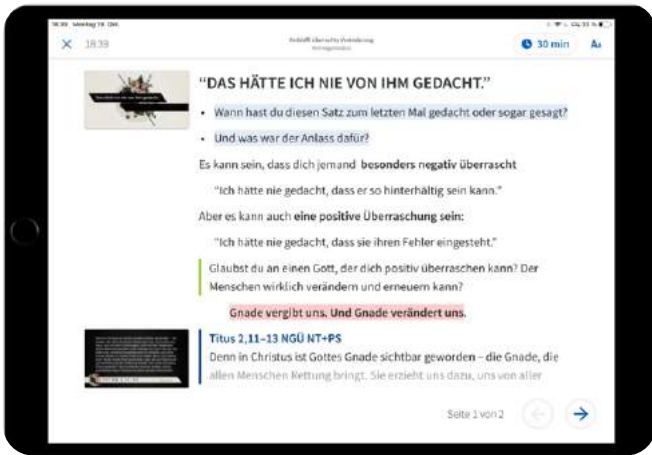 18:39 Montag 19. Okt.
18:39
30 min
Aa
"DAS HÄTTE ICH NIE VON IHM GEDACHT."
• Wann hast du diesen Satz zum letzten Mal gedacht oder sogar gesagt?
• Und was war der Anlass dafür?
Es kann sein, dass dich jemand besonders negativ überrascht
"Ich hätte nie gedacht, dass er so hinterhältig sein kann."
Aber es kann auch eine positive Überraschung sein:
"Ich hätte nie gedacht, dass sie ihren Fehler eingesteht."
Glaubst du an einen Gott, der dich positiv überraschen kann? Der
Menschen wirklich verändern und erneuern kann?
Gnade vergibt uns. Und Gnade verändert uns.
Titus 2,11–13 NGÜ NT+PS
Denn in Christus ist Gottes Gnade sichtbar geworden – die Gnade, die
allen Menschen Rettung bringt. Sie erzieht uns dazu, uns von aller
Seite 1 von 2